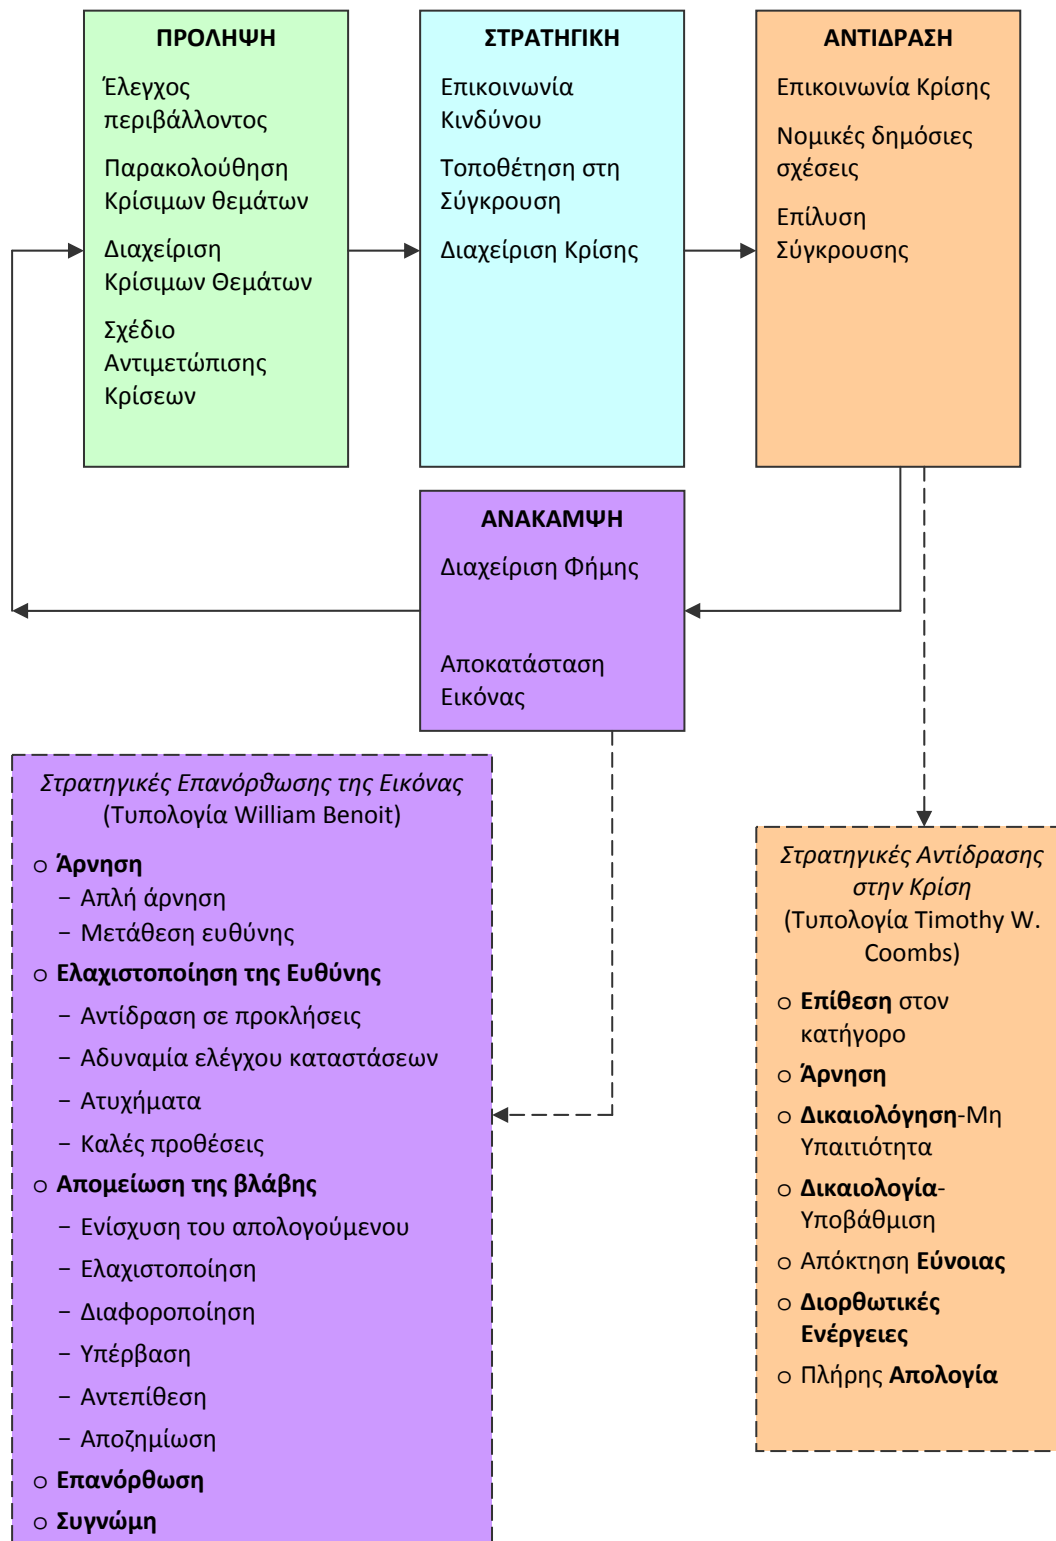 ΠΡΟΛΗΨΗ
Έλεγχος
περιβάλλοντος
Παρακολούθηση
Κρίσιμων θεμάτων
Διαχείριση
Κρίσιμων Θεμάτων
Σχέδιο
Αντιμετώπισης
Κρίσεων
ΣΤΡΑΤΗΓΙΚΗ
Επικοινωνία
Κινδύνου
Τοποθέτηση στη
Σύγκρουση
Διαχείριση Κρίσης
ΑΝΤΙΔΡΑΣΗ
Επικοινωνία Κρίσης
Νομικές δημόσιες
σχέσεις
Επίλυση
Σύγκρουσης
ΑΝΑΚΑΜΨΗ
Διαχείριση Φήμης
Αποκατάσταση
Εικόνας
Στρατηγικές Επανόρθωσης της Εικόνας
(Τυπολογία William Benoit)
o Άρνηση
− Απλή άρνηση
− Μετάθεση ευθύνης
o Ελαχιστοποίηση της Ευθύνης
− Αντίδραση σε προκλήσεις
− Αδυναμία ελέγχου καταστάσεων
− Ατυχήματα
− Καλές προθέσεις
o Απομείωση της βλάβης
− Ενίσχυση του απολογούμενου
− Ελαχιστοποίηση
− Διαφοροποίηση
− Υπέρβαση
− Αντεπίθεση
− Αποζημίωση
o Επανόρθωση
o Συγνώμη
Στρατηγικές Αντίδρασης
στην Κρίση
(Τυπολογία Timothy W.
Coombs)
o Επίθεση στον
κατήγορο
o Άρνηση
o Δικαιολόγηση-Μη
Υπαιτιότητα
o Δικαιολογία-
Υποβάθμιση
o Απόκτηση Εύνοιας
o Διορθωτικές
Ενέργειες
o Πλήρης Απολογία